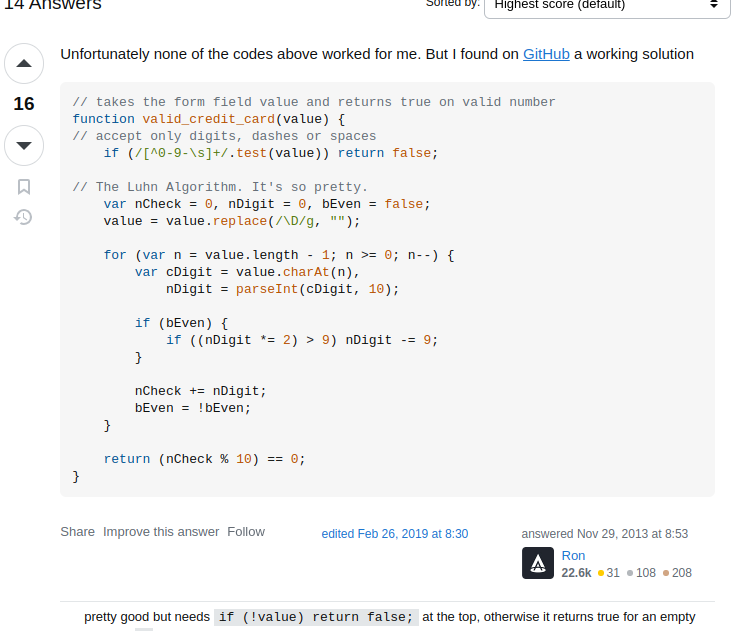 14 Answers
Sorted by: Highest score (default)
Unfortunately none of the codes above worked for me. But I found on GitHub a working solution
16
// takes the form field value and returns true on valid number
function valid_credit_card(value) {
// accept only digits, dashes or spaces
    if (/[^0-9-\s]+/.test(value)) return false;
// The Luhn Algorithm. It's so pretty.
    var nCheck = 0, nDigit = 0, bEven = false;
    value = value.replace(/\D/g, "");
    for (var n = value.length - 1; n >= 0; n--) {
        var cDigit = value.charAt(n),
            nDigit = parseInt(cDigit, 10);
        if (bEven) {
            if ((nDigit *= 2) > 9) nDigit -= 9;
        }
        nCheck += nDigit;
        bEven = !bEven;
    }
    return (nCheck % 10) == 0;
}
Share Improve this answer Follow
edited Feb 26, 2019 at 8:30
answered Nov 29, 2013 at 8:53
Ron
22.6k 31 108 208
pretty good but needs if (!value) return false; at the top, otherwise it returns true for an empty